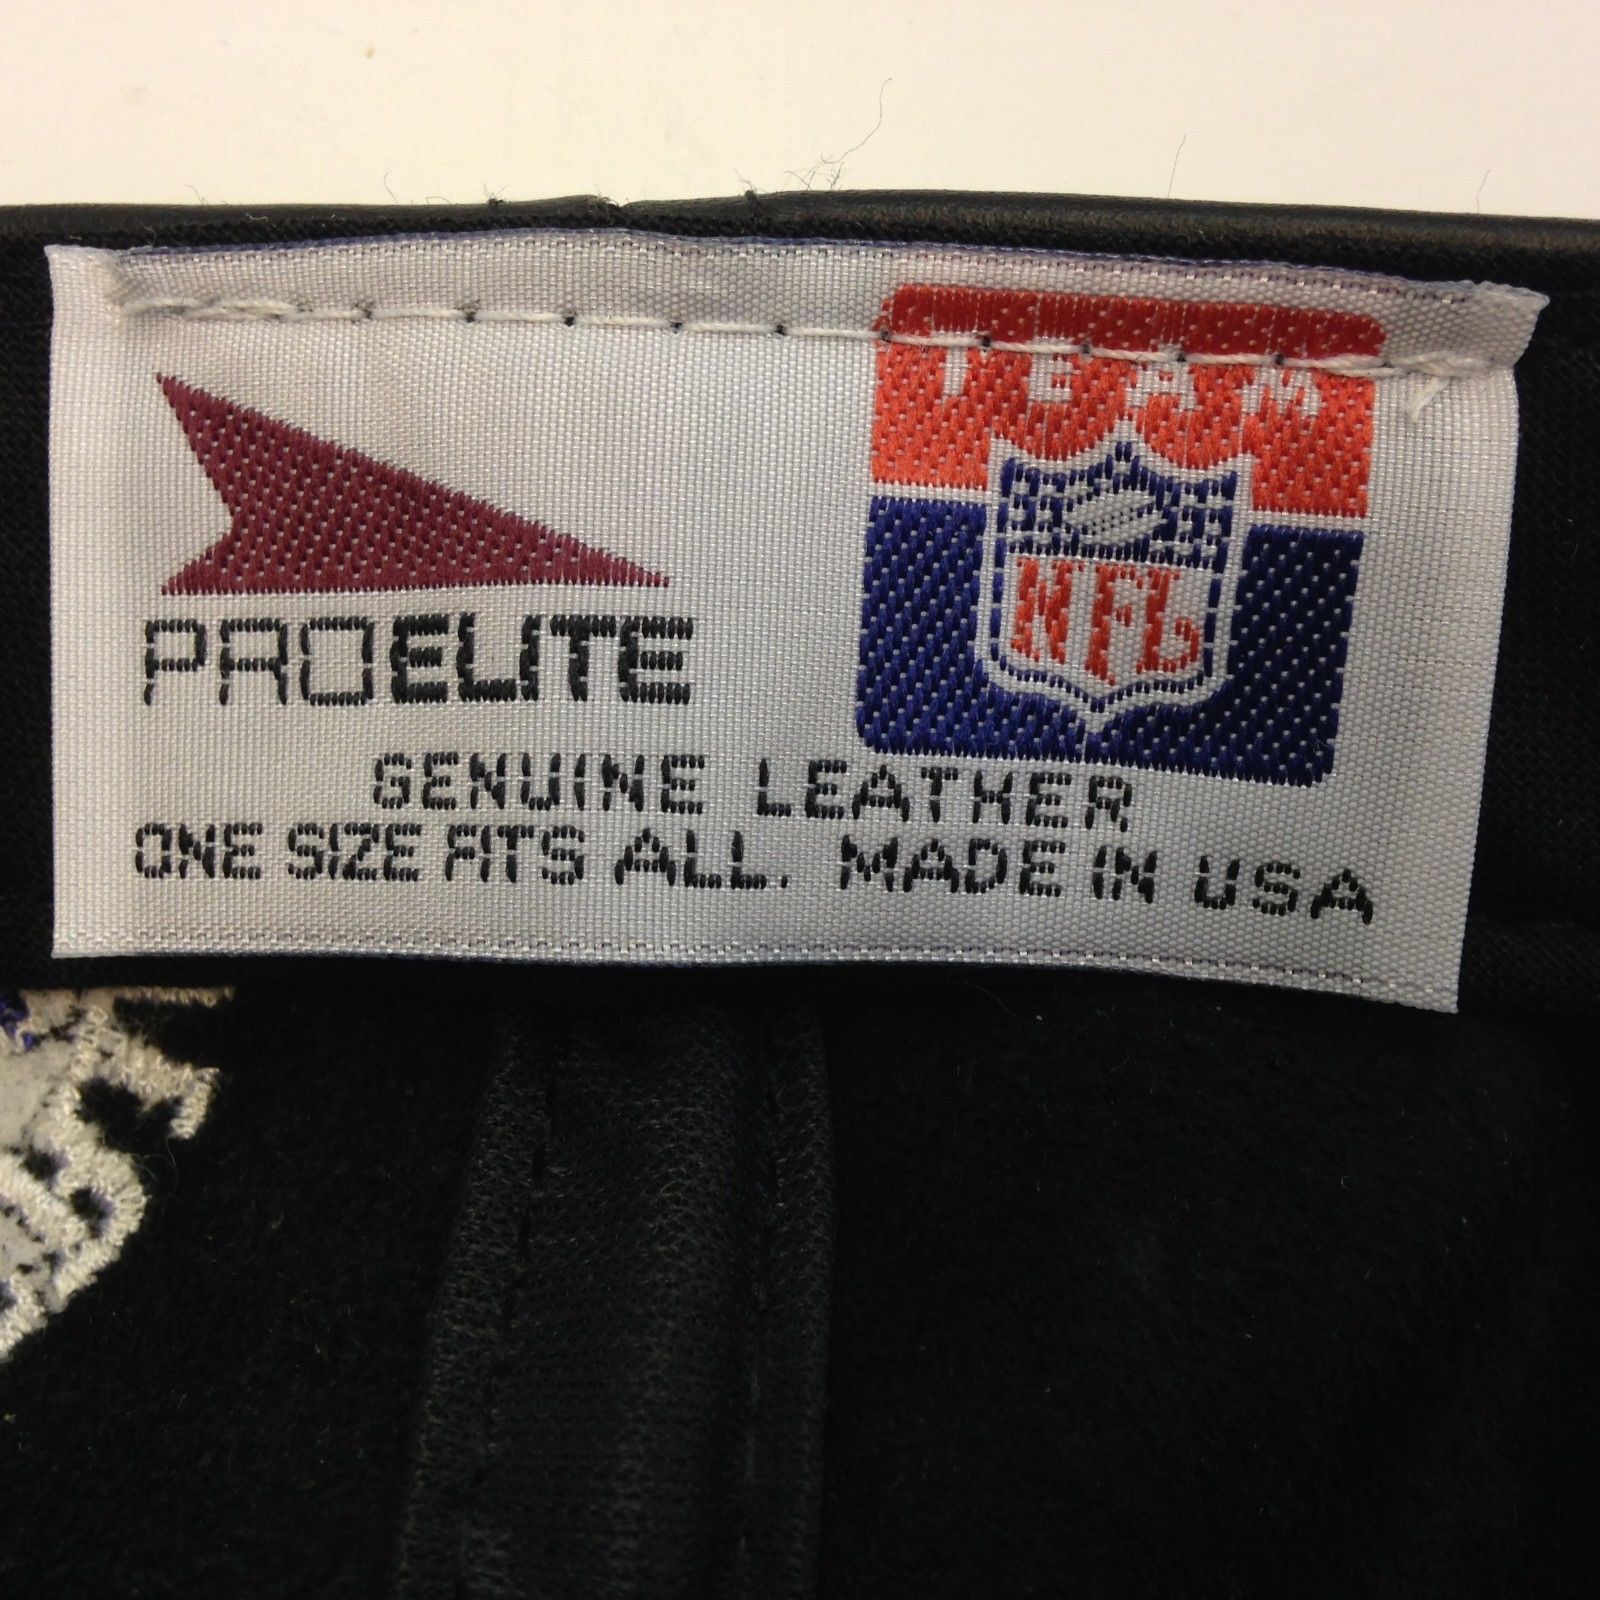 TEAM
NFL
PROELITE
GENUINE LEATHER
ONE SIZE FITS ALL. MADE IN USA